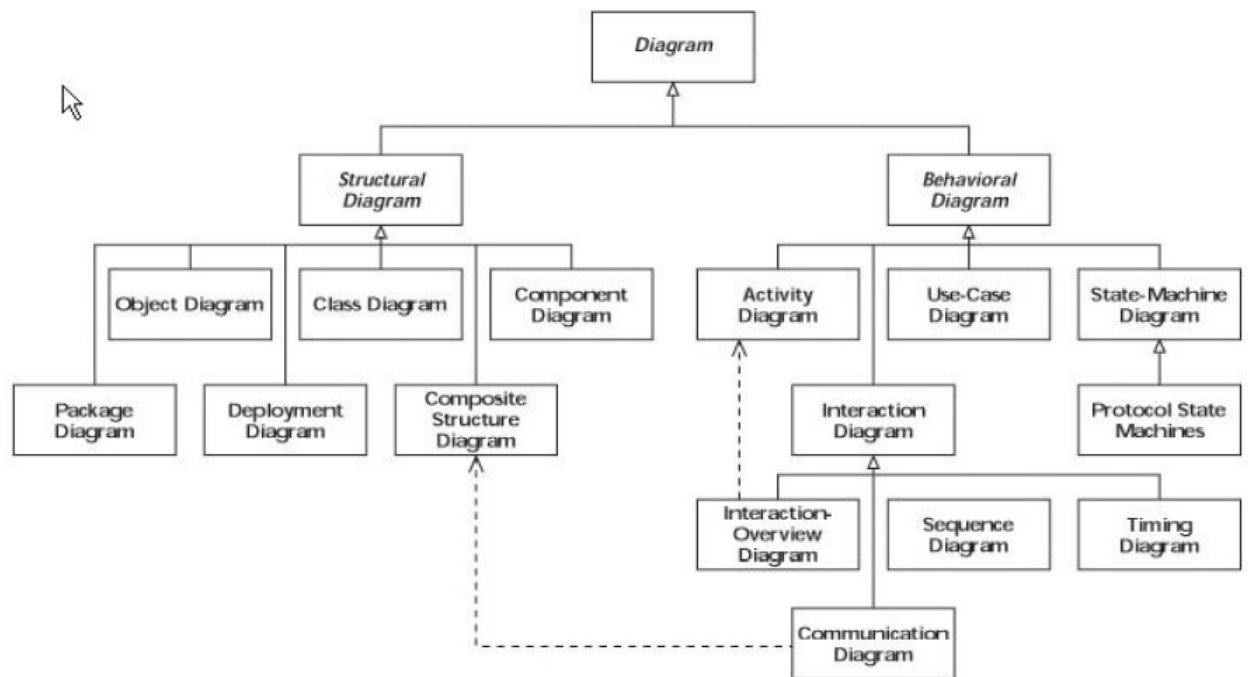 Diagram
Structural
Diagram
Behavioral
Diagram
Object Diagram
Class Diagram
Component
Diagram
Activity
Diagram
Use-Case
Diagram
State-Machine
Diagram
Package
Diagram
Deployment
Diagram
Composite
Structure
Diagram
Interaction
Diagram
Protocol State
Machines
Interaction-
Overview
Diagram
Sequence
Diagram
Timing
Diagram
Communication
Diagram